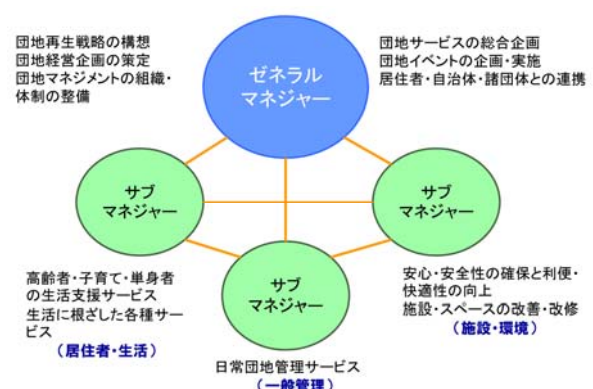 団地再生戦略の構想
団地経営企画の策定
団地マネジメントの組織・
体制の整備
ゼネラル
マネジャー
団地サービスの総合企画
団地イベントの企画・実施
居住者・自治体・諸団体との連携
サブ
マネジャー
サブ
マネジャー
サブ
マネジャー
高齢者・子育て・単身者
の生活支援サービス
生活に根ざした各種サー
ビス
(居住者・生活)
安心・安全性の確保と利便・
快適性の向上
施設・スペースの改善・改修
(施設・環境)
日常団地管理サービス
(一般管理)